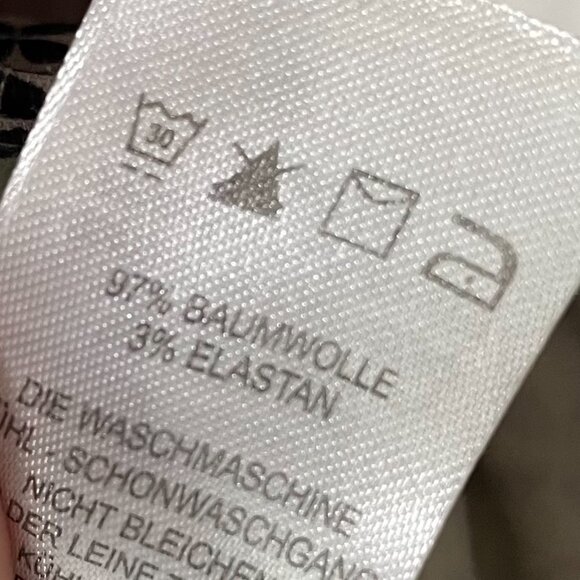 30
97% BAUMWOLLE
3% ELASTAN
DIE WASCHMASCHINE
- SCHONWASCHGANG
NICHT BLEICHEN
DER LEINE